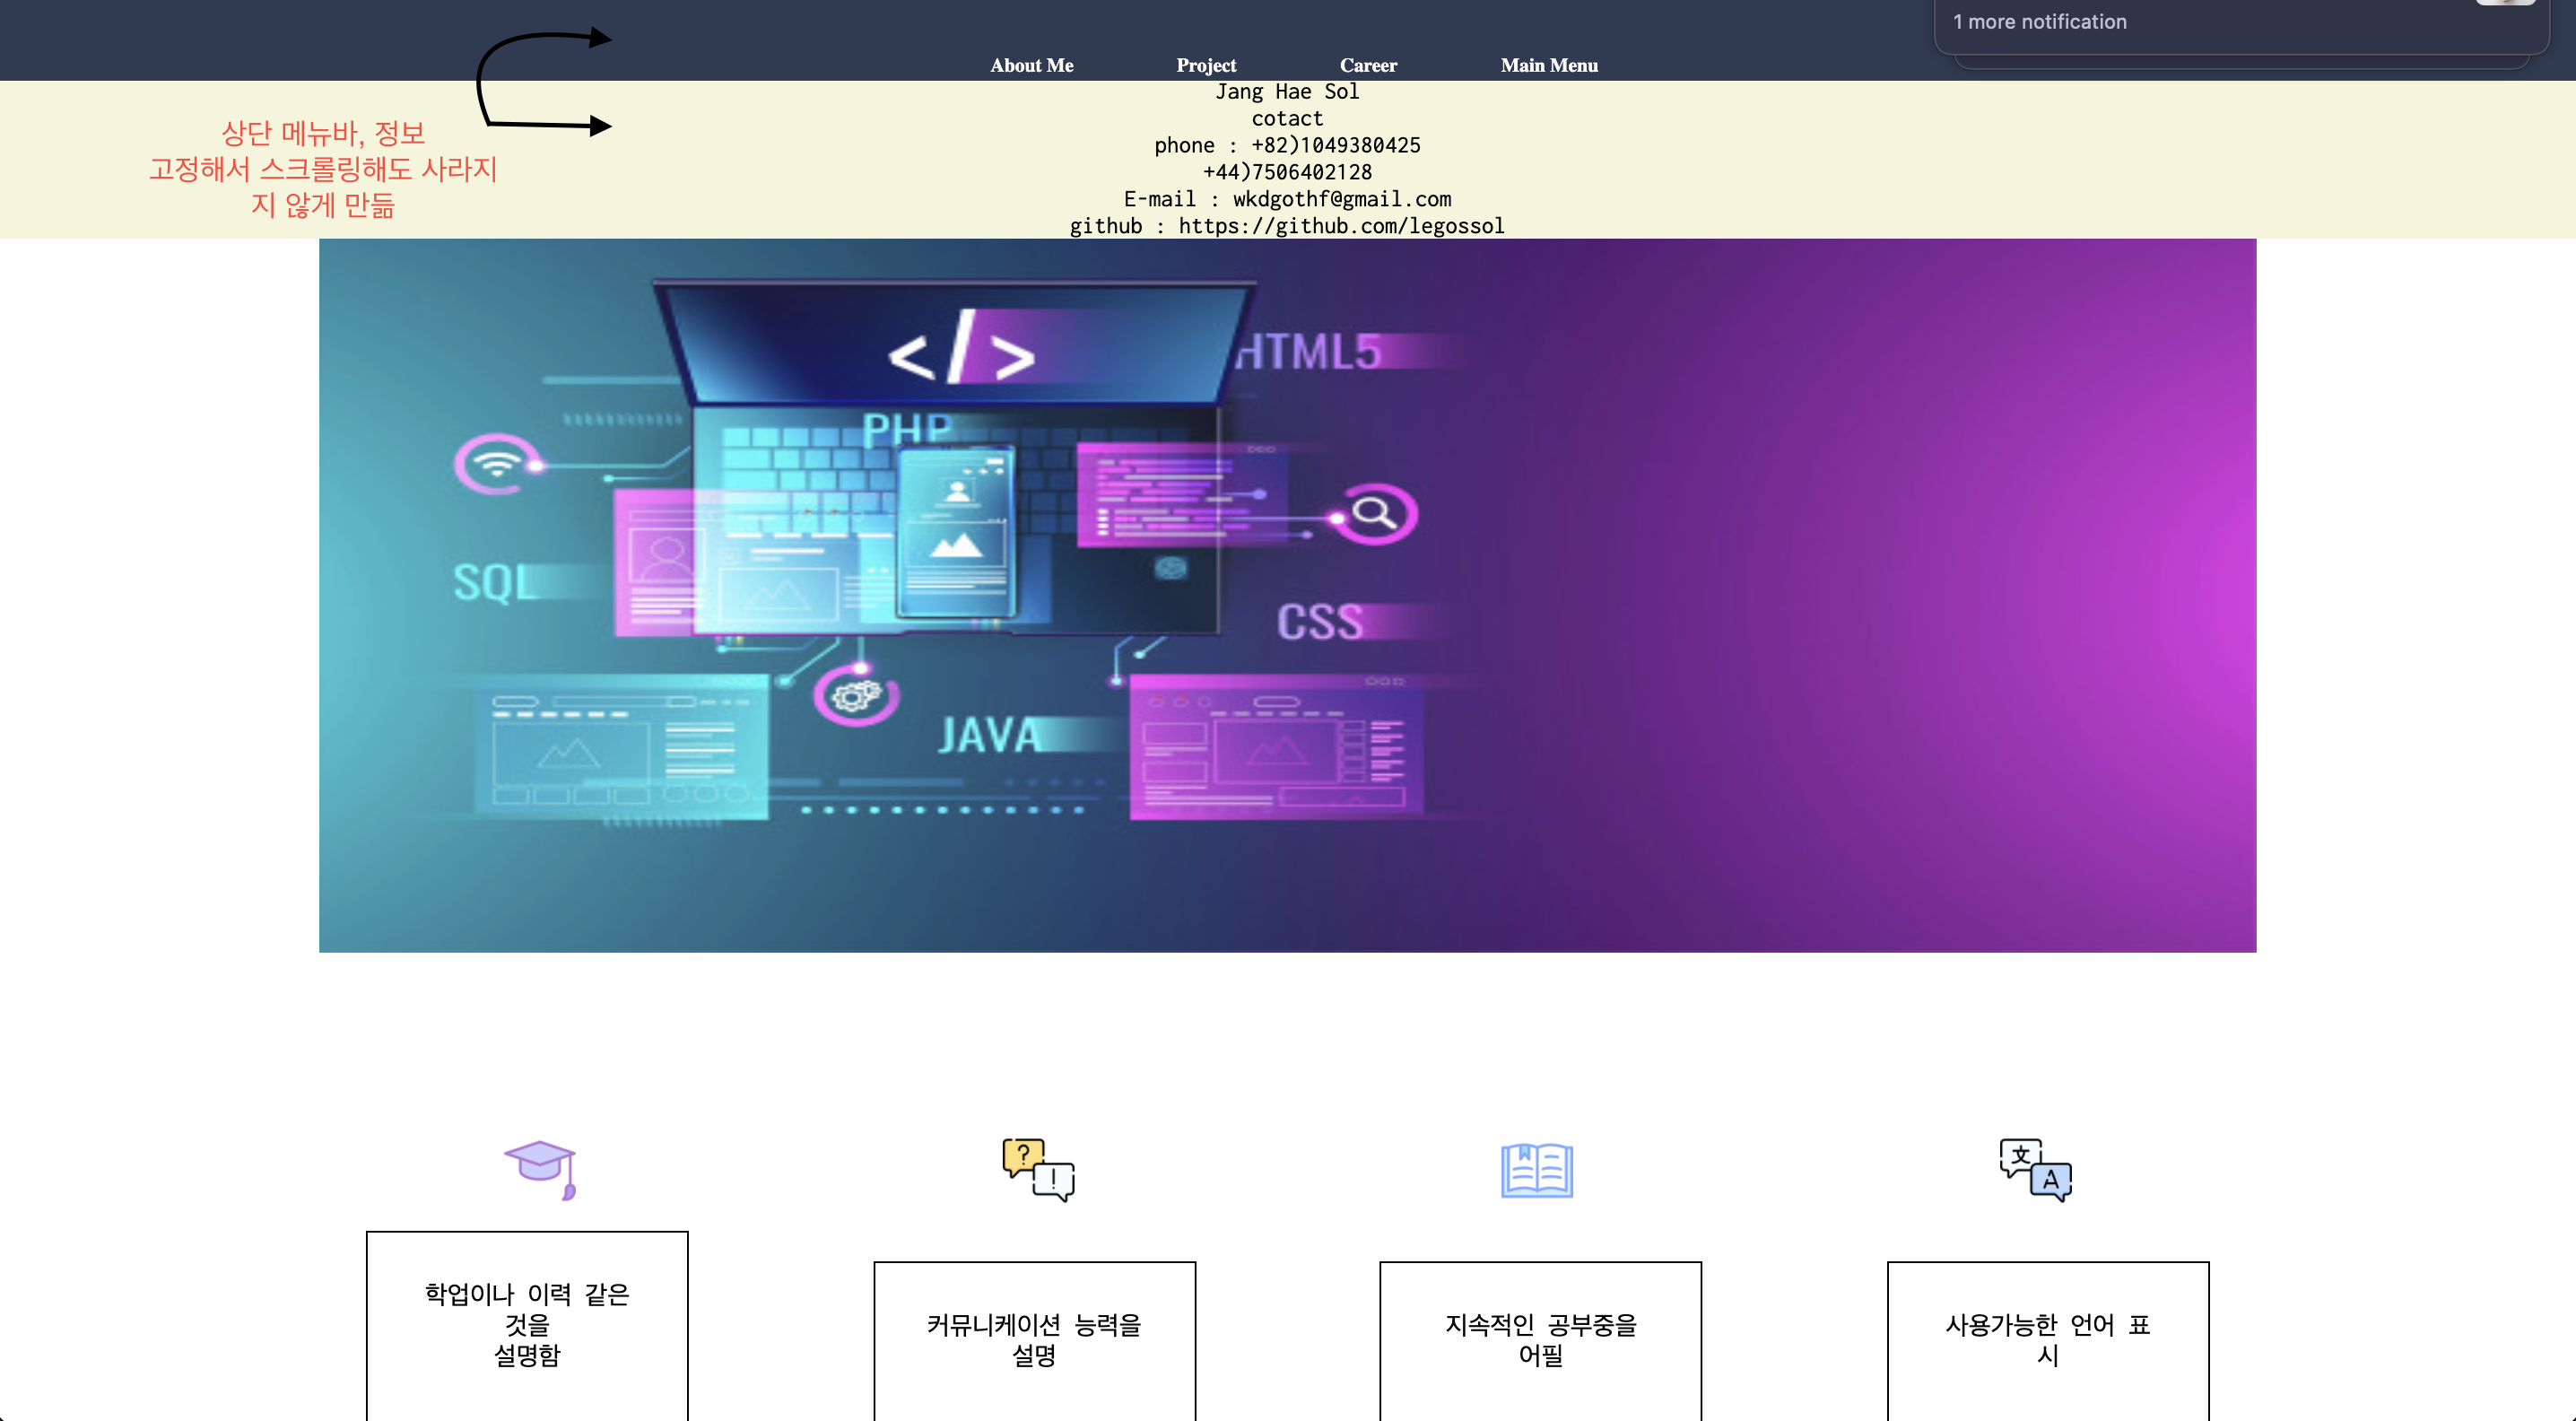 1 more notification
About Me Project Career Main Menu
Jang Hae Sol
cotact
phone : +82)1049380425
+44)7506402128
E-mail : wkdgothf@gmail.com
github : https://github.com/legossol
상단 메뉴바, 정보
고정해서 스크롤링해도 사라지
지 않게 만듦
</>
HTML5
PHP
SQL
CSS
JAVA
?
!
文
A
학업이나 이력 같은
것을
설명함
커뮤니케이션 능력을
설명
지속적인 공부중을
어필
사용가능한 언어 표
시